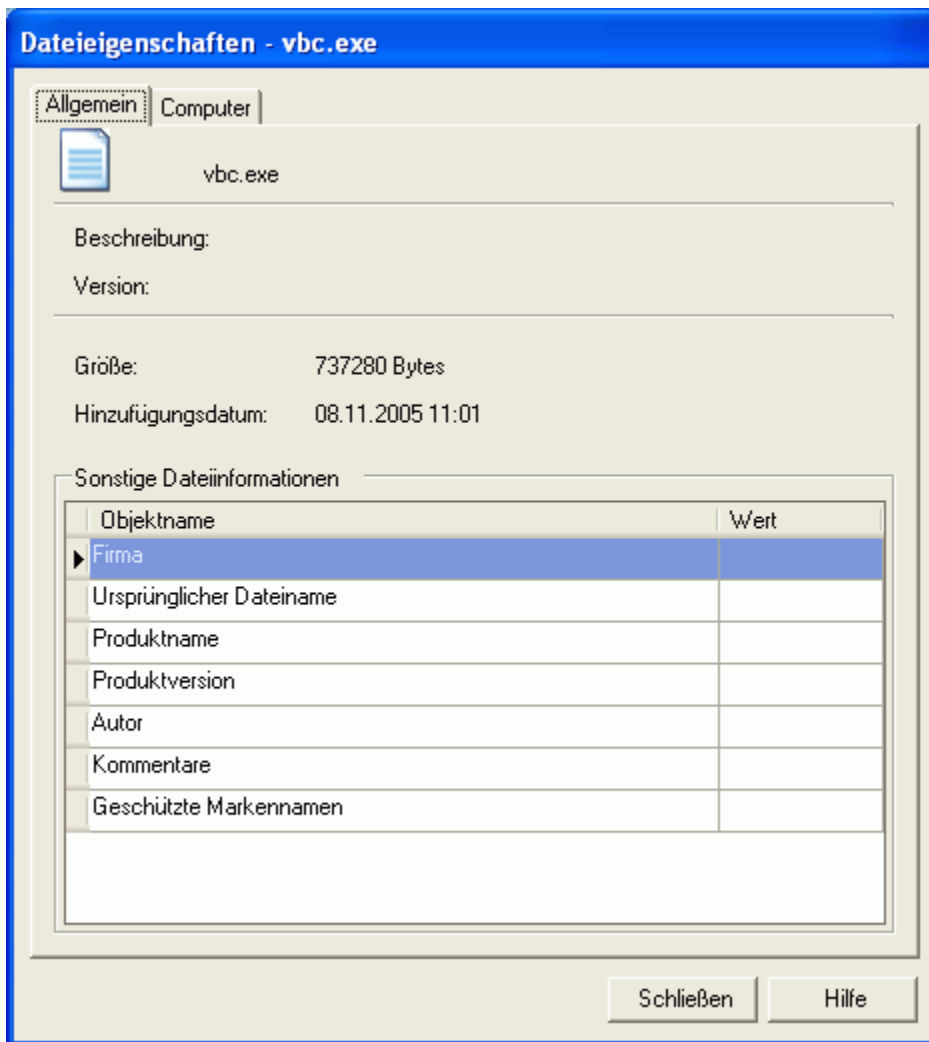 Dateieigenschaften - vbc.exe
Allgemein Computer
vbc.exe
Beschreibung:
Version:
Größe: 737280 Bytes
Hinzufügungsdatum: 08.11.2005 11:01
Sonstige Dateiinformationen
Objektname Wert
Firma
Ursprünglicher Dateiname
Produktname
Produktversion
Autor
Kommentare
Geschützte Markennamen
Schließen Hilfe